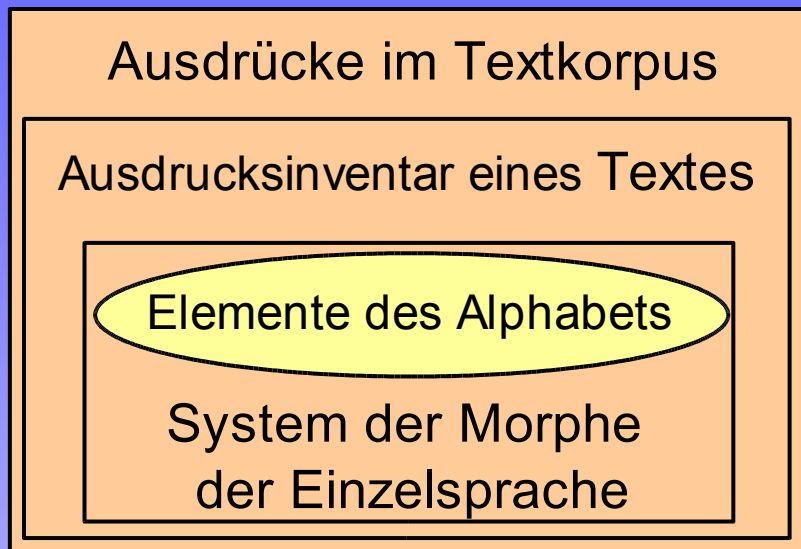 Ausdrücke im Textkorpus
Ausdrucksinventar eines Textes
Elemente des Alphabets
System der Morphe
der Einzelsprache